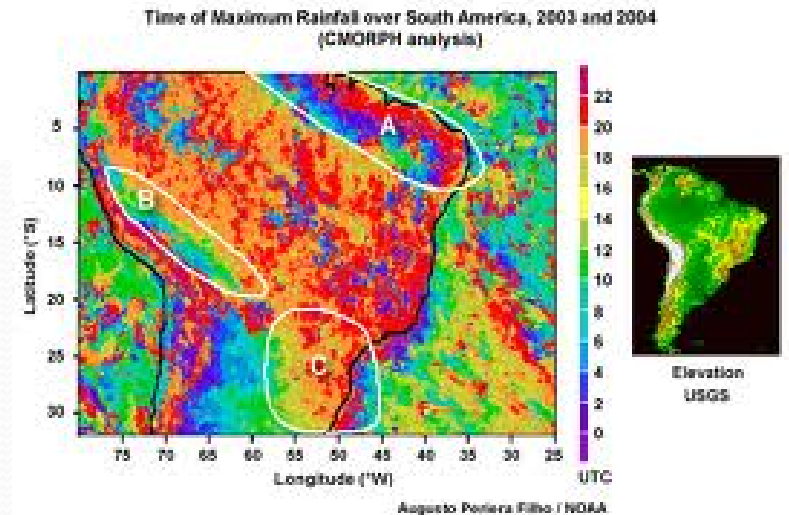 Time of Maximum Rainfall over South America, 2003 and 2004
(CMORPH analysis)
A
B
C
5
10
15
20
25
30
Latitude (°S)
75 70 65 60 55 50 45 40 35 30 25
Longitude (°W)
22
20
18
16
14
12
10
8
6
4
2
0
UTC
Elevation
USGS
Augusto Periera Filho / NOAA